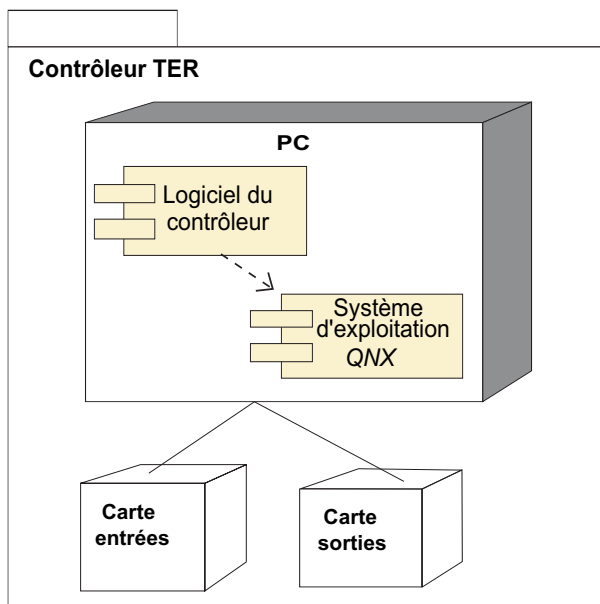 Contrôleur TER
PC
Logiciel du
contrôleur
Système
d'exploitation
QNX
Carte
entrées
Carte
sorties